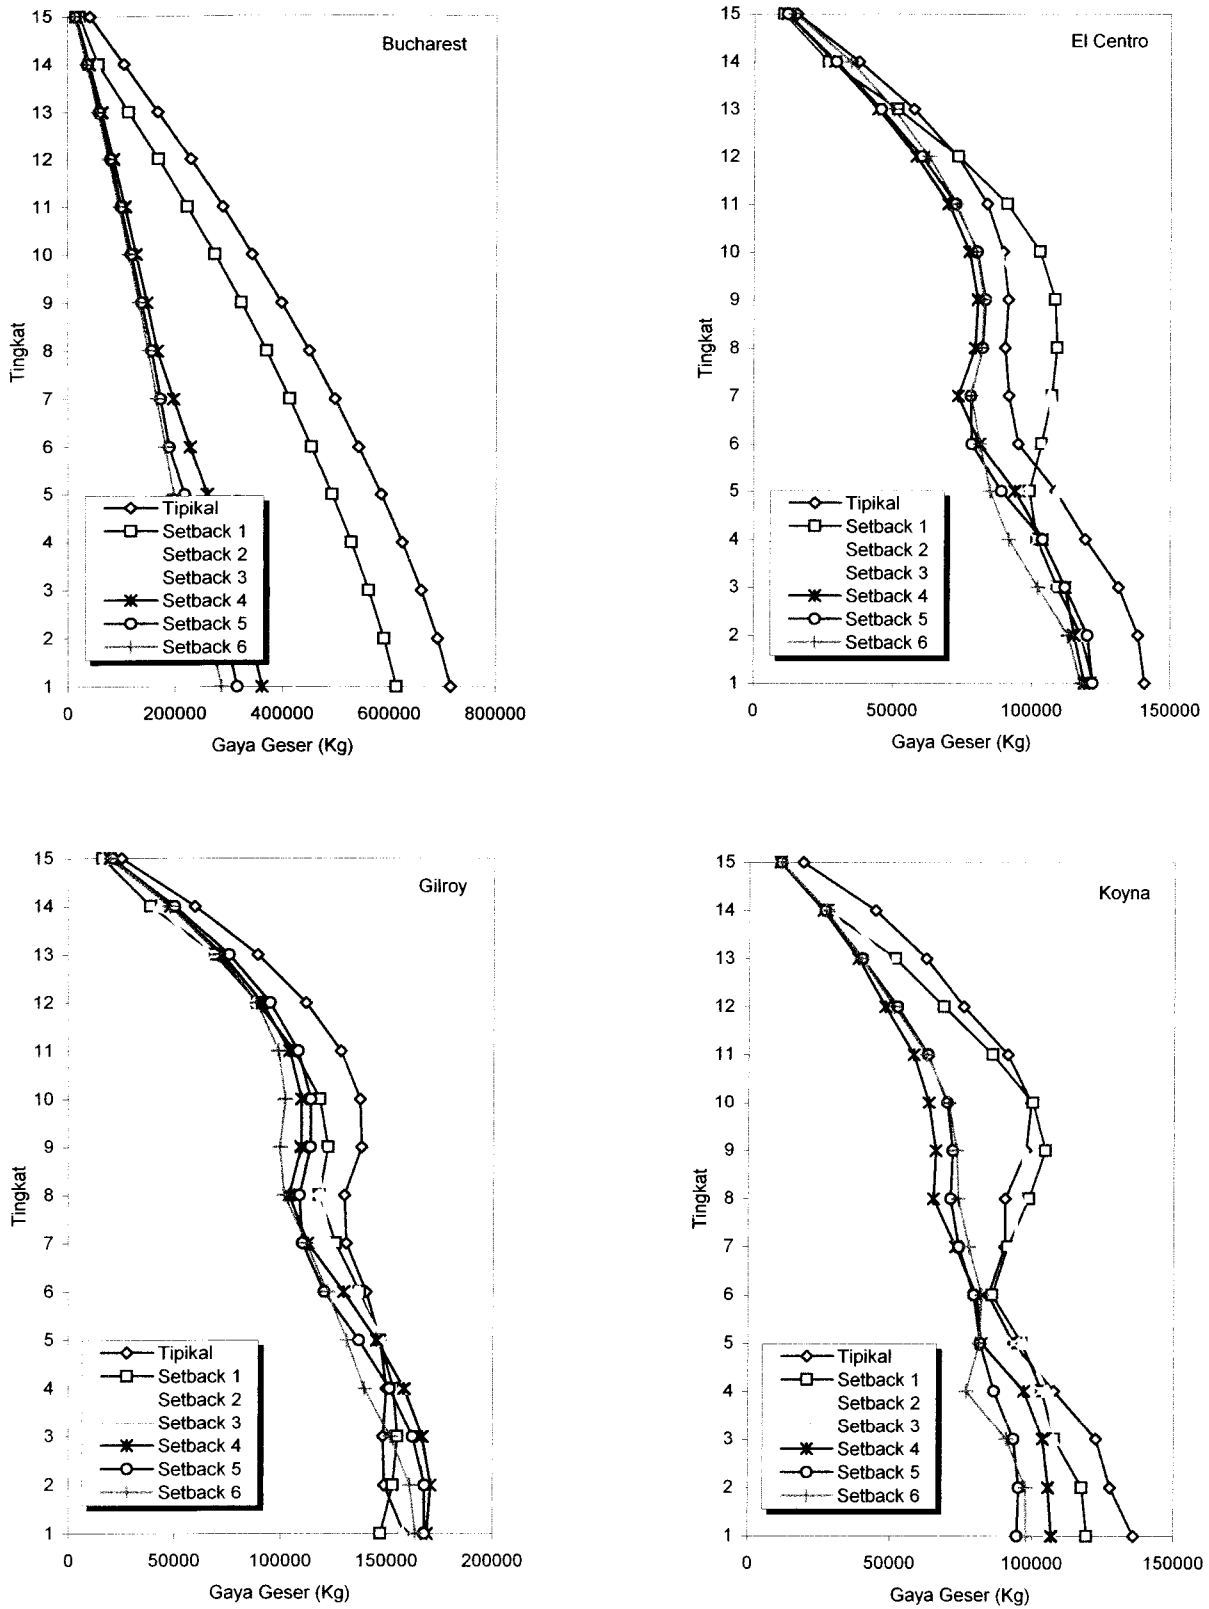 Bucharest
15
14
13
12
11
10
9
8
7
6
5
4
3
2
1
Tingkat
Tipikal
Setback 1
Setback 2
Setback 3
Setback 4
Setback 5
Setback 6
0 200000 400000 600000 800000
Gaya Geser (Kg)
El Centro
15
14
13
12
11
10
9
8
7
6
5
4
3
2
1
Tingkat
Tipikal
Setback 1
Setback 2
Setback 3
Setback 4
Setback 5
Setback 6
0 50000 100000 150000
Gaya Geser (Kg)
Gilroy
15
14
13
12
11
10
9
8
7
6
5
4
3
2
1
Tingkat
Tipikal
Setback 1
Setback 2
Setback 3
Setback 4
Setback 5
Setback 6
0 50000 100000 150000 200000
Gaya Geser (Kg)
Koyna
15
14
13
12
11
10
9
8
7
6
5
4
3
2
1
Tingkat
Tipikal
Setback 1
Setback 2
Setback 3
Setback 4
Setback 5
Setback 6
0 50000 100000 150000
Gaya Geser (Kg)